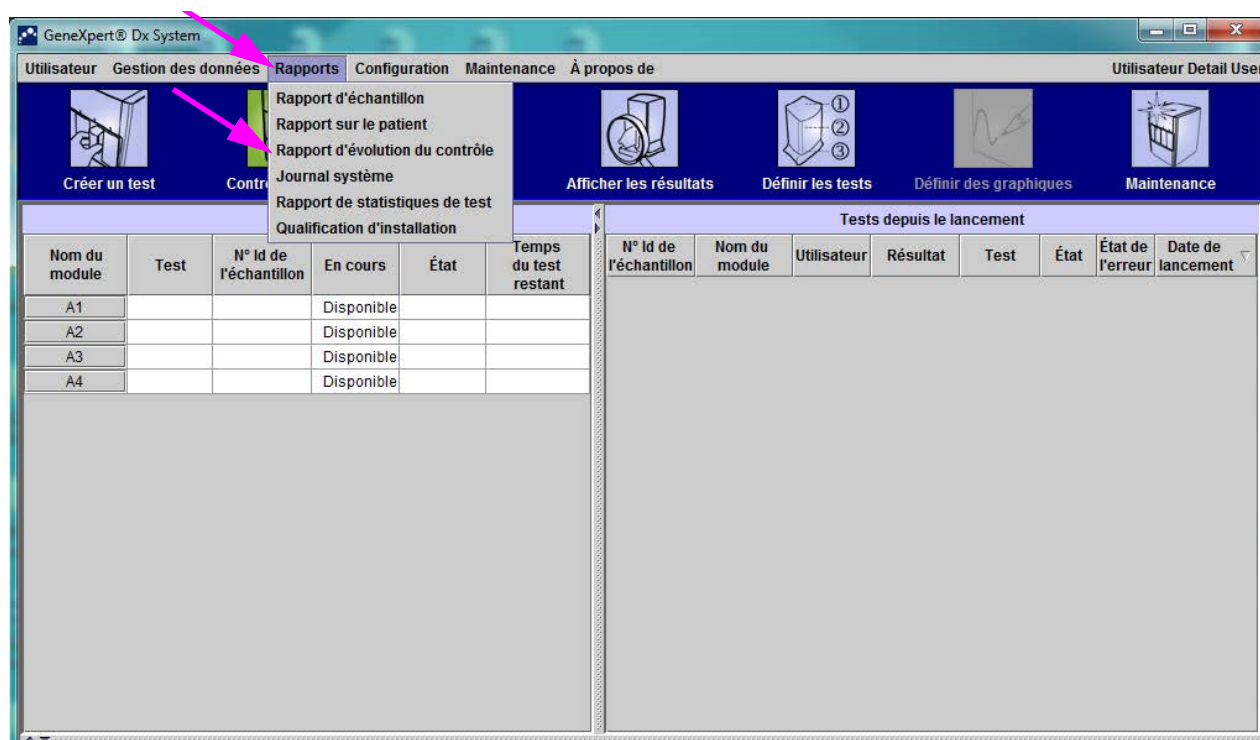 GeneXpert® Dx System
Utilisateur Gestion des données Rapports Configuration Maintenance À propos de Utilisateur Detail User
Rapport d'échantillon
Rapport sur le patient
Rapport d'évolution du contrôle
Journal système
Rapport de statistiques de test
Qualification d'installation
Créer un test
Afficher les résultats
Définir les tests
Définir des graphiques
Maintenance
Tests depuis le lancement
Nom du module
Test
N° Id de l'échantillon
En cours
État
Temps du test restant
N° Id de l'échantillon
Nom du module
Utilisateur
Résultat
Test
État
État de l'erreur
Date de lancement
A1 Disponible
A2 Disponible
A3 Disponible
A4 Disponible